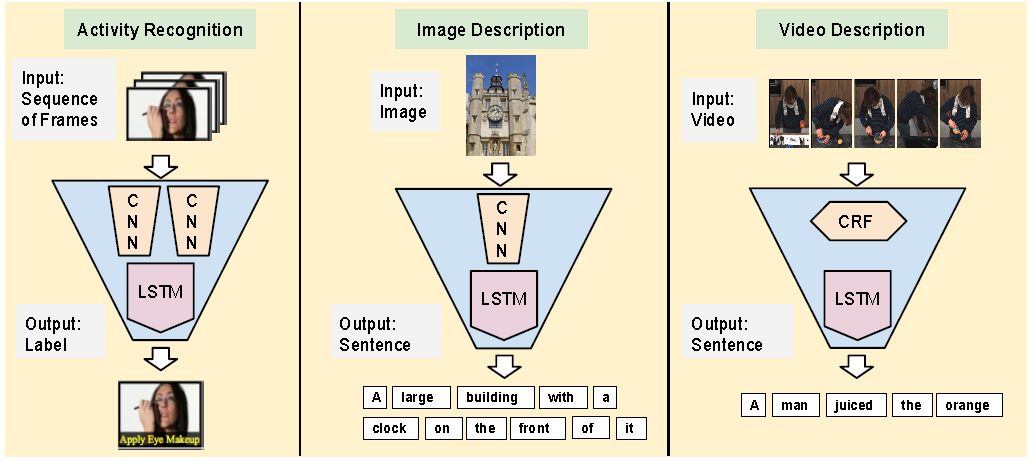 Activity Recognition
Input:
Sequence
of Frames
C
N
N
C
N
N
LSTM
Output:
Label
Apply Eye Makeup
Image Description
Input:
Image
C
N
N
LSTM
Output:
Sentence
A large building with a
clock on the front of it
Video Description
Input:
Video
CRF
LSTM
Output:
Sentence
A man juiced the orange